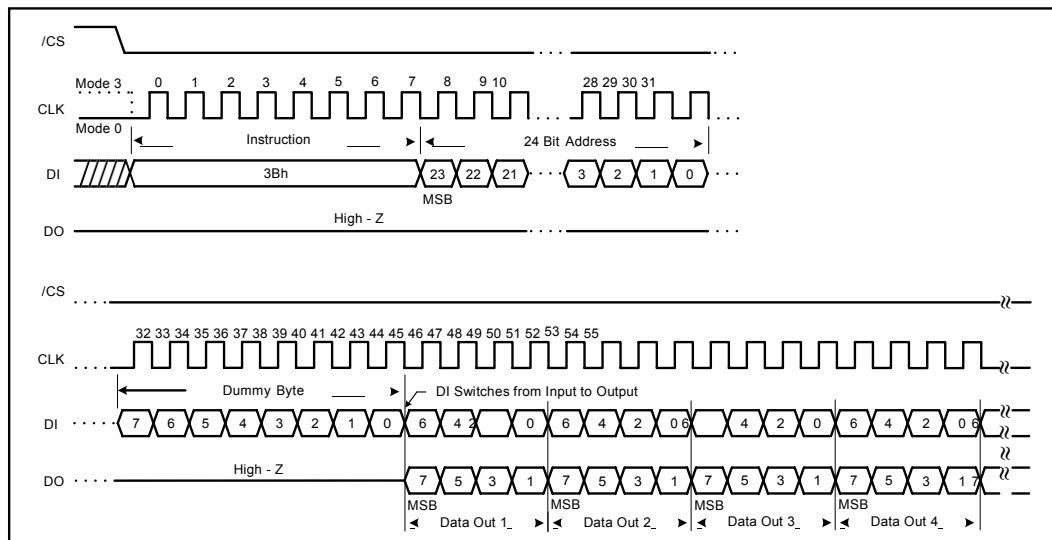 /CS
Mode 3 0 1 2 3 4 5 6 7 8 9 10 28 29 30 31
CLK
Mode 0
Instruction 24 Bit Address
DI 3Bh 23 22 21 3 2 1 0
MSB
High - Z
DO
/CS
32 33 34 35 36 37 38 39 40 41 42 43 44 45 46 47 48 49 50 51 52 53 54 55
CLK
Dummy Byte DI Switches from Input to Output
DI 7 6 5 4 3 2 1 0 6 4 2 0 6 4 2 0 6 4 2 0 6 4 2 0 6
High - Z
DO 7 5 3 1 7 5 3 1 7 5 3 1 7 5 3 1 7
MSB MSB MSB MSB
Data Out 1 Data Out 2 Data Out 3 Data Out 4